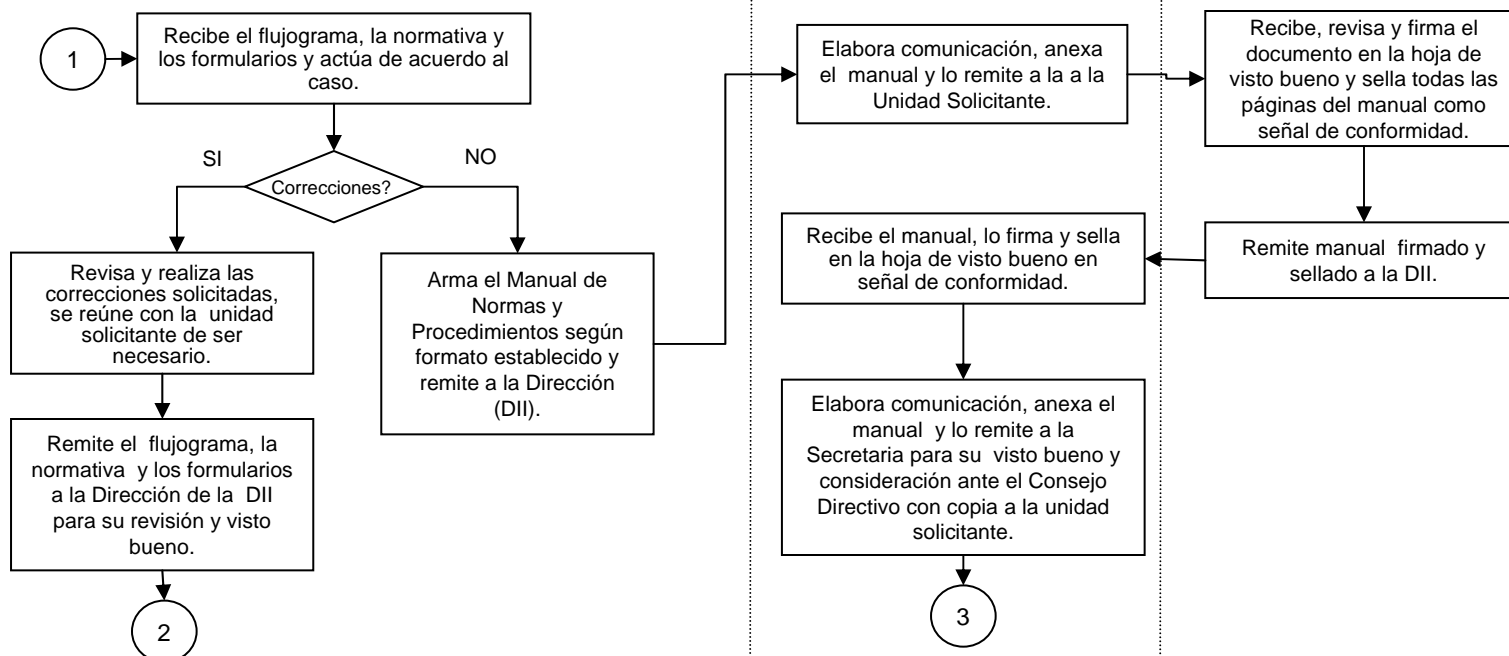 1
Recibe el flujograma, la normativa y
los formularios y actúa de acuerdo al
caso.
SI
NO
Correcciones?
Revisa y realiza las
correcciones solicitadas,
se reúne con la unidad
solicitante de ser
necesario.
Remite el flujograma, la
normativa y los formularios
a la Dirección de la DII
para su revisión y visto
bueno.
2
Arma el Manual de
Normas y
Procedimientos según
formato establecido y
remite a la Dirección
(DII).
Elabora comunicación, anexa
el manual y lo remite a la a la
Unidad Solicitante.
Recibe, revisa y firma el
documento en la hoja de
visto bueno y sella todas las
páginas del manual como
señal de conformidad.
Remite manual firmado y
sellado a la DII.
Recibe el manual, lo firma y sella
en la hoja de visto bueno en
señal de conformidad.
Elabora comunicación, anexa el
manual y lo remite a la
Secretaria para su visto bueno y
consideración ante el Consejo
Directivo con copia a la unidad
solicitante.
3